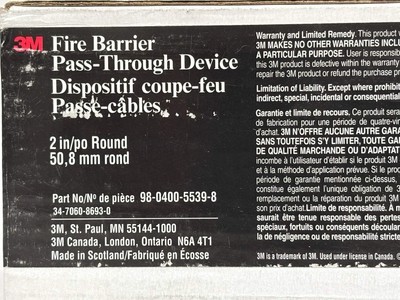 3M Fire Barrier
Pass-Through Device
Dispositif coupe-feu
Passe-câbles
2 in/po Round
50,8 mm rond
Part No/Nº de pièce 98-0400-5539-8
34-7060-8693-0
3M, St. Paul, MN 55144-1000
3M Canada, London, Ontario N6A 4T1
Made in Scotland/Fabriqué en Écosse
Warranty and Limited Remedy. This product
3M MAKES NO OTHER WARRANTIES INCLU
A PARTICULAR PURPOSE. User is responsib
this 3M product is defective within the warranty
repair the 3M product or refund the purchase pr
Limitation of Liability. Except where prohibit
indirect, special, incidental or consequential
Garantie et limite de recours. Ce produit sera
de fabrication pour une période de quatre-vin
d'achat. 3M N'OFFRE AUCUNE AUTRE GARA
SANS TOUTEFOIS S'Y LIMITER, TOUTE GARA
DE QUALITÉ MARCHANDE OU D'ADAPTAT
incombe à l'utilisateur d'établir si le produit 3M
et à la méthode d'application prévue. Si le prod
période de garantie mentionnée ci-dessus,
constitue également l'unique obligation de 3
remplacement ou la réparation du produit 3M
son prix d'achat.Limite de responsabilité. À m
saurait être tenue responsable des pertes
spéciaux, fortuits ou conséquents découlan
la de négligence ou de responsabilité stricte
3M is a trademark of 3M. Used under license in Canada. ©